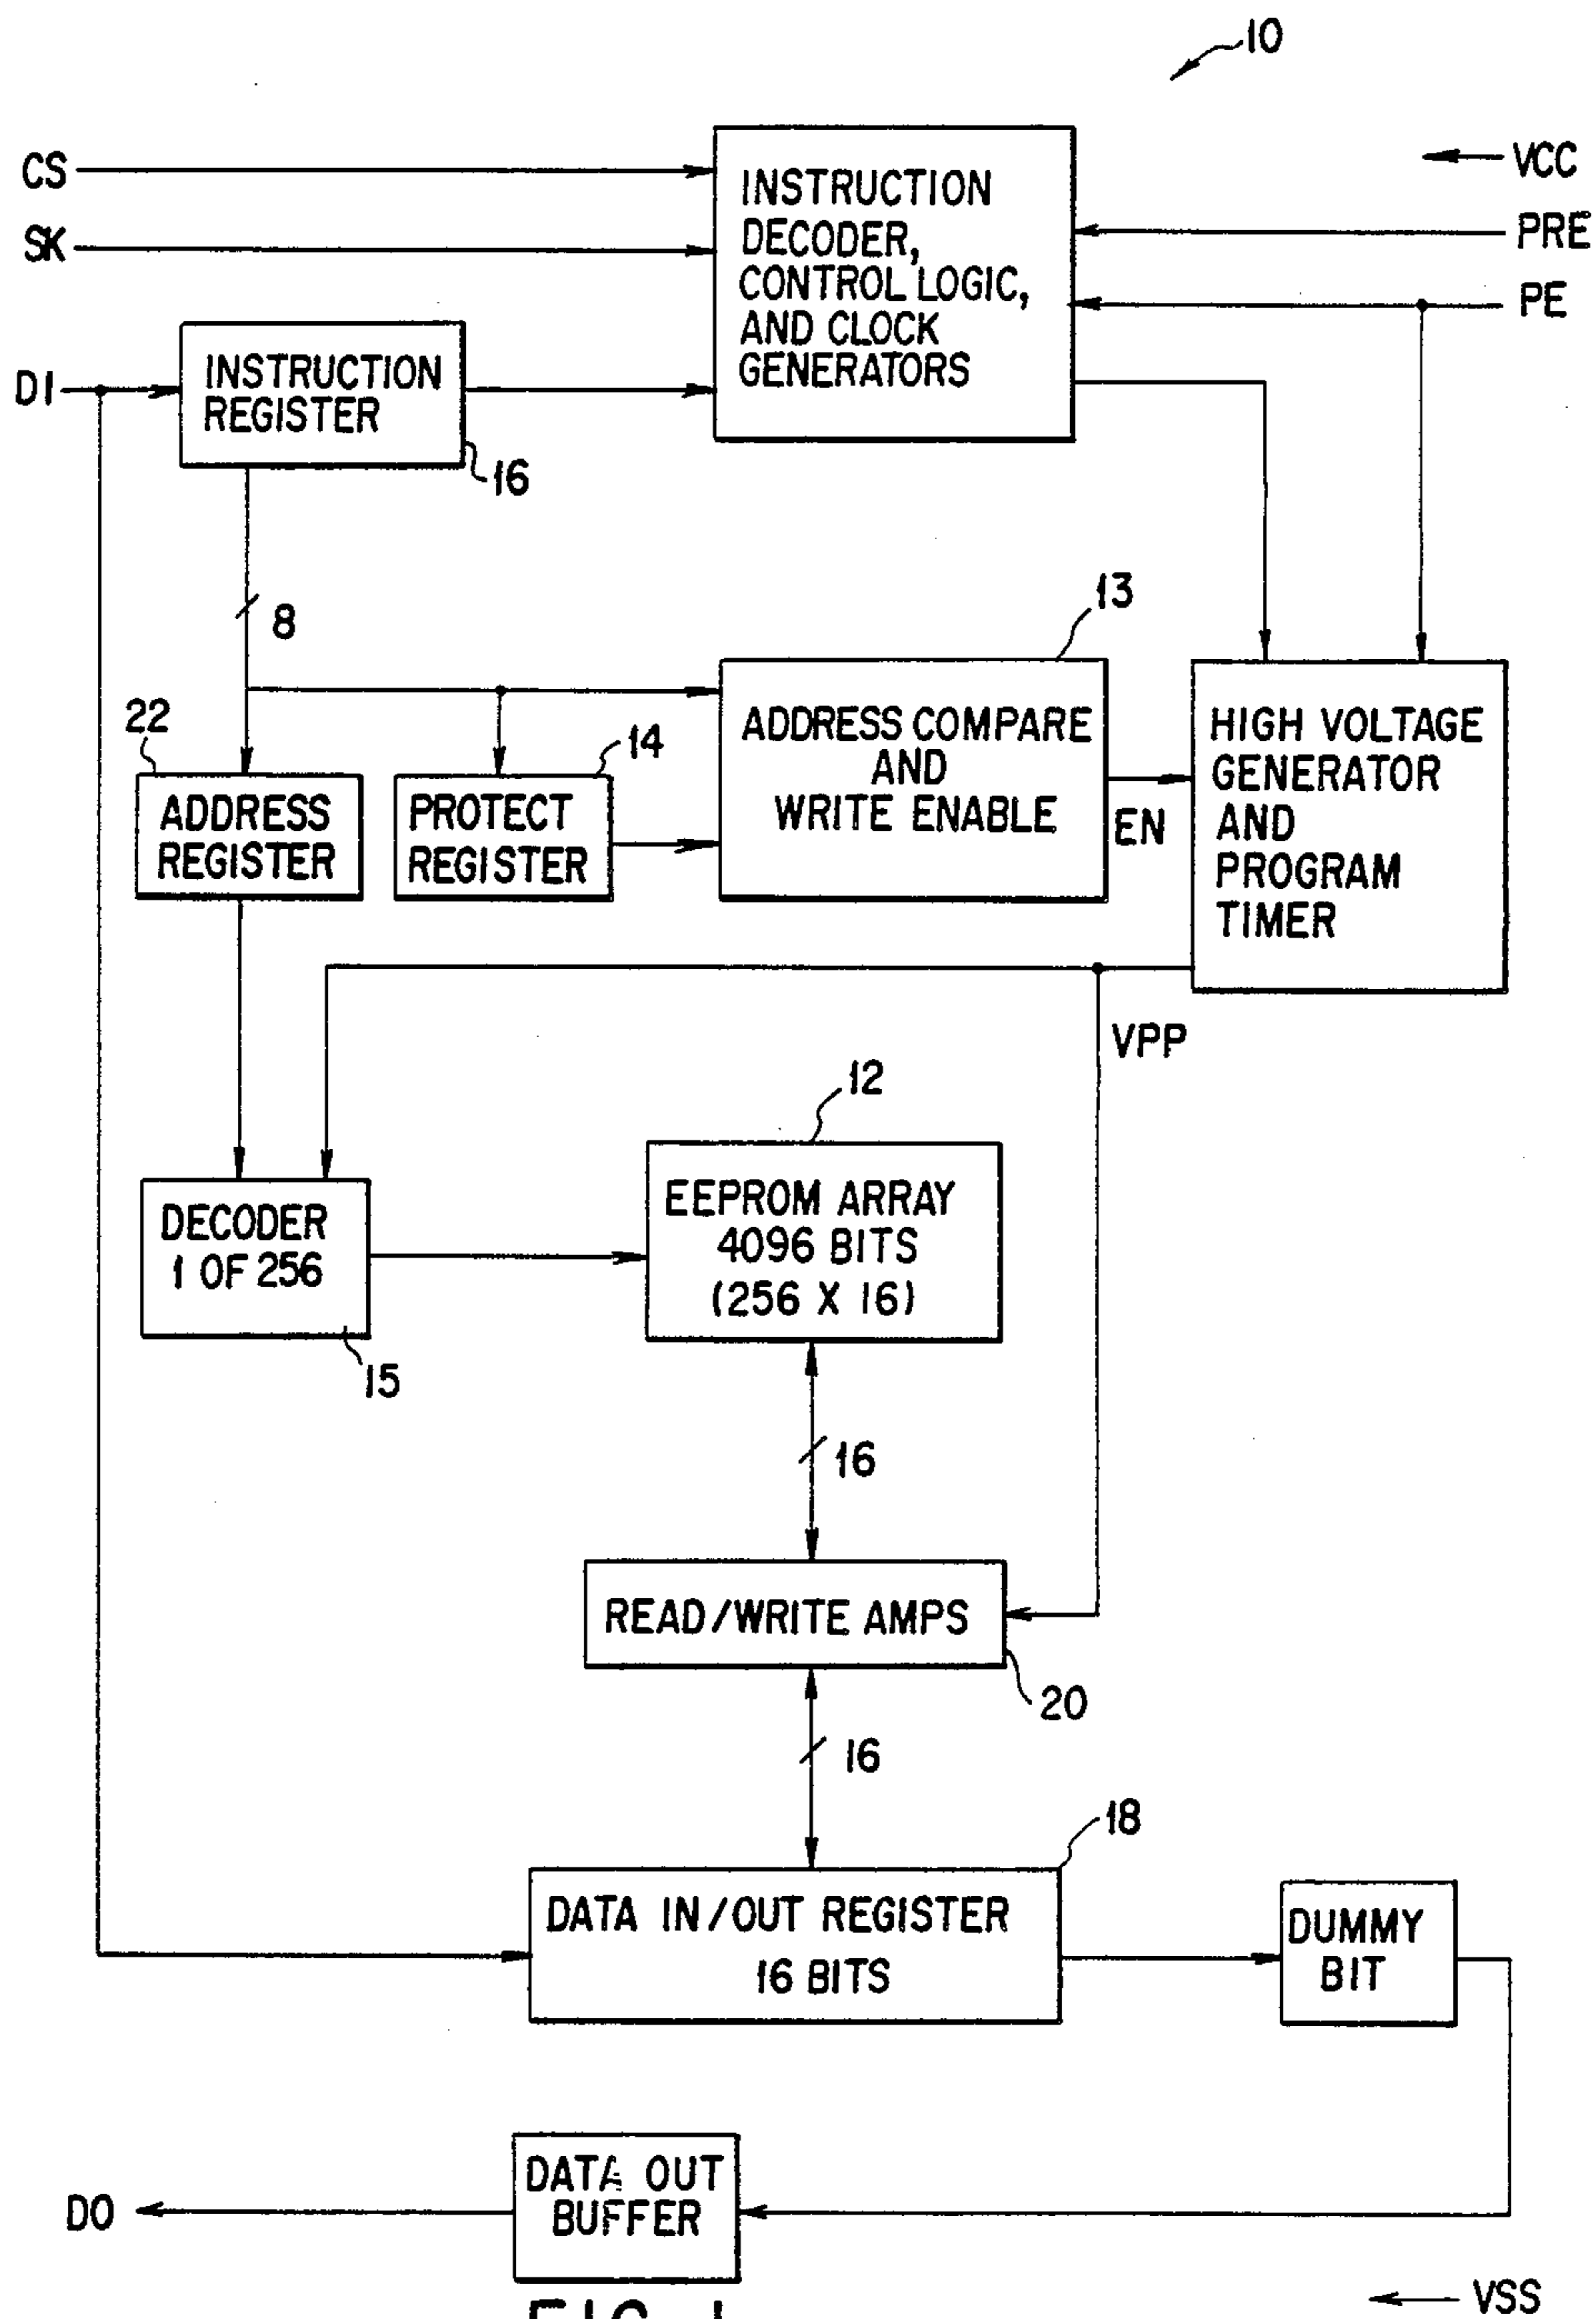 10
CS
SK
DI
INSTRUCTION
DECODER,
CONTROL LOGIC,
AND CLOCK
GENERATORS
VCC
PRE
PE
INSTRUCTION
REGISTER
16
8
13
22
ADDRESS
REGISTER
14
PROTECT
REGISTER
ADDRESS COMPARE
AND
WRITE ENABLE
EN
HIGH VOLTAGE
GENERATOR
AND
PROGRAM
TIMER
VPP
12
DECODER
1 OF 256
15
EEPROM ARRAY
4096 BITS
(256 X 16)
16
READ/WRITE AMPS
20
16
18
DATA IN/OUT REGISTER
16 BITS
DUMMY
BIT
DO
DATA OUT
BUFFER
VSS
FIG. 1